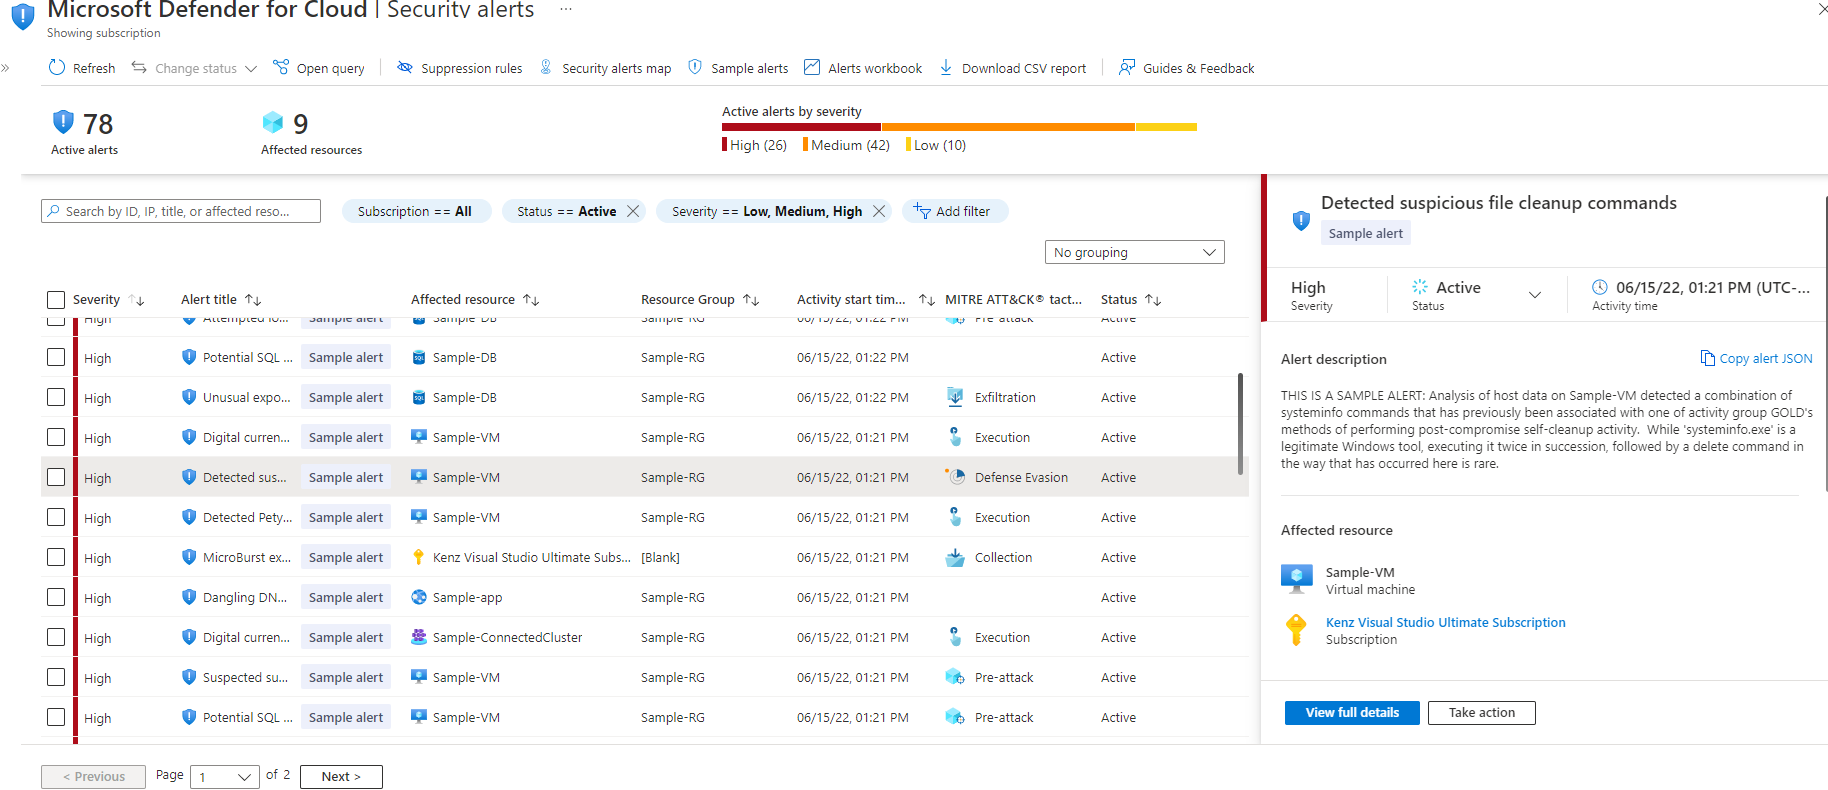 Microsoft Defender for Cloud | Security alerts ...
Showing subscription
» Refresh Change status Open query Suppression rules Security alerts map Sample alerts Alerts workbook Download CSV report Guides & Feedback
78
Active alerts
9
Affected resources
Active alerts by severity
High (26) Medium (42) Low (10)
Search by ID, IP, title, or affected reso...
Subscription == All Status == Active Severity == Low, Medium, High Add filter
No grouping
Severity Alert title Affected resource Resource Group Activity start tim... MITRE ATT&CK® tact... Status
High Attempted lo... Sample alert Sample-DB Sample-RG 06/15/22, 01:22 PM Pre-attack Active
High Potential SQL ... Sample alert Sample-DB Sample-RG 06/15/22, 01:22 PM Active
High Unusual expo... Sample alert Sample-DB Sample-RG 06/15/22, 01:22 PM Exfiltration Active
High Digital curren... Sample alert Sample-VM Sample-RG 06/15/22, 01:21 PM Execution Active
High Detected sus... Sample alert Sample-VM Sample-RG 06/15/22, 01:21 PM Defense Evasion Active
High Detected Pety... Sample alert Sample-VM Sample-RG 06/15/22, 01:21 PM Execution Active
High MicroBurst ex... Sample alert Kenz Visual Studio Ultimate Subs... [Blank] 06/15/22, 01:21 PM Collection Active
High Dangling DN... Sample alert Sample-app Sample-RG 06/15/22, 01:21 PM Active
High Digital curren... Sample alert Sample-ConnectedCluster Sample-RG 06/15/22, 01:21 PM Execution Active
High Suspected su... Sample alert Sample-VM Sample-RG 06/15/22, 01:21 PM Pre-attack Active
High Potential SQL ... Sample alert Sample-VM Sample-RG 06/15/22, 01:21 PM Pre-attack Active
< Previous Page 1 of 2 Next >
Detected suspicious file cleanup commands
Sample alert
High
Severity
Active
Status
06/15/22, 01:21 PM (UTC-...
Activity time
Alert description
Copy alert JSON
THIS IS A SAMPLE ALERT: Analysis of host data on Sample-VM detected a combination of
systeminfo commands that has previously been associated with one of activity group GOLD's
methods of performing post-compromise self-cleanup activity. While 'systeminfo.exe' is a
legitimate Windows tool, executing it twice in succession, followed by a delete command in
the way that has occurred here is rare.
Affected resource
Sample-VM
Virtual machine
Kenz Visual Studio Ultimate Subscription
Subscription
View full details Take action